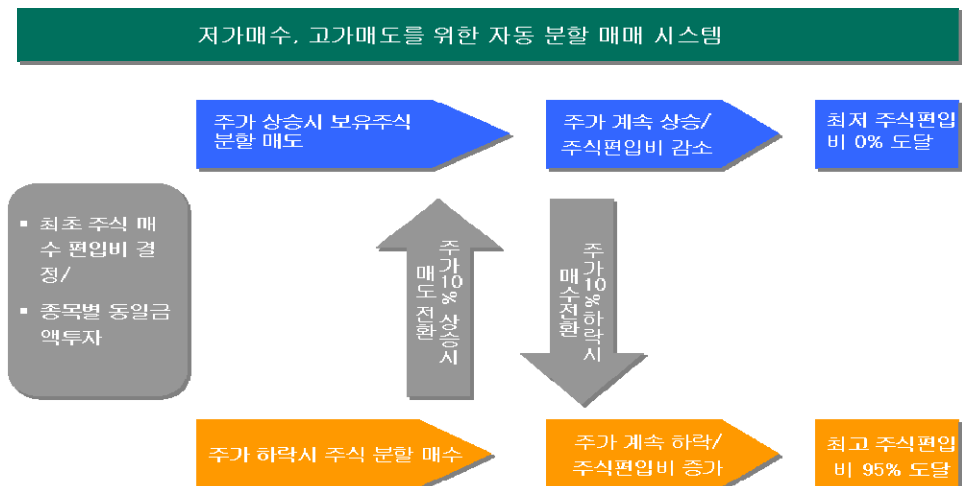 저가매수, 고가매도를 위한 자동 분할 매매 시스템
주가 상승시 보유주식
분할 매도
주가 계속 상승/
주식편입비 감소
최저 주식편입
비 0% 도달
▪ 최초 주식 매
수 편입비 결
정/
▪ 종목별 동일금
액투자
주가10% 상승시
매도 전환
주가10%하락시
매수전환
주가 하락시 주식 분할 매수
주가 계속 하락/
주식편입비 증가
최고 주식편입
비 95% 도달